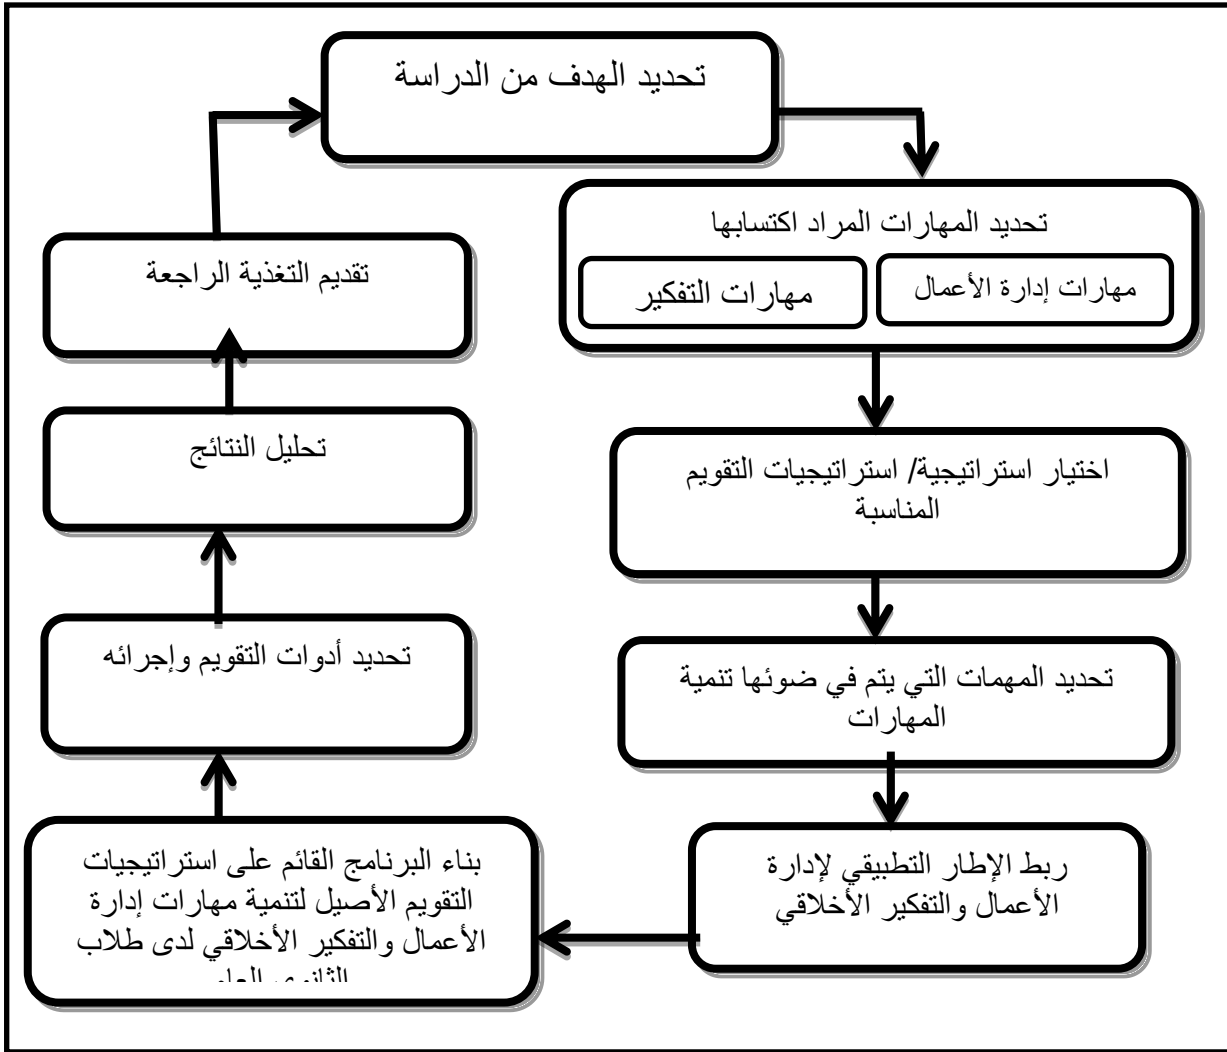 تحديد الهدف من الدراسة
تحديد المهارات المراد اكتسابها
مهارات إدارة الأعمال
مهارات التفكير
اختيار استراتيجية/ استراتيجيات التقويم
المناسبة
تحديد المهمات التي يتم في ضوئها تنمية
المهارات
ربط الإطار التطبيقي لإدارة
الأعمال والتفكير الأخلاقي
بناء البرنامج القائم على استراتيجيات
التقويم الأصيل لتنمية مهارات إدارة
الأعمال والتفكير الأخلاقي لدى طلاب
الثانوي العام
تحديد أدوات التقويم وإجرائه
تحليل النتائج
تقديم التغذية الراجعة